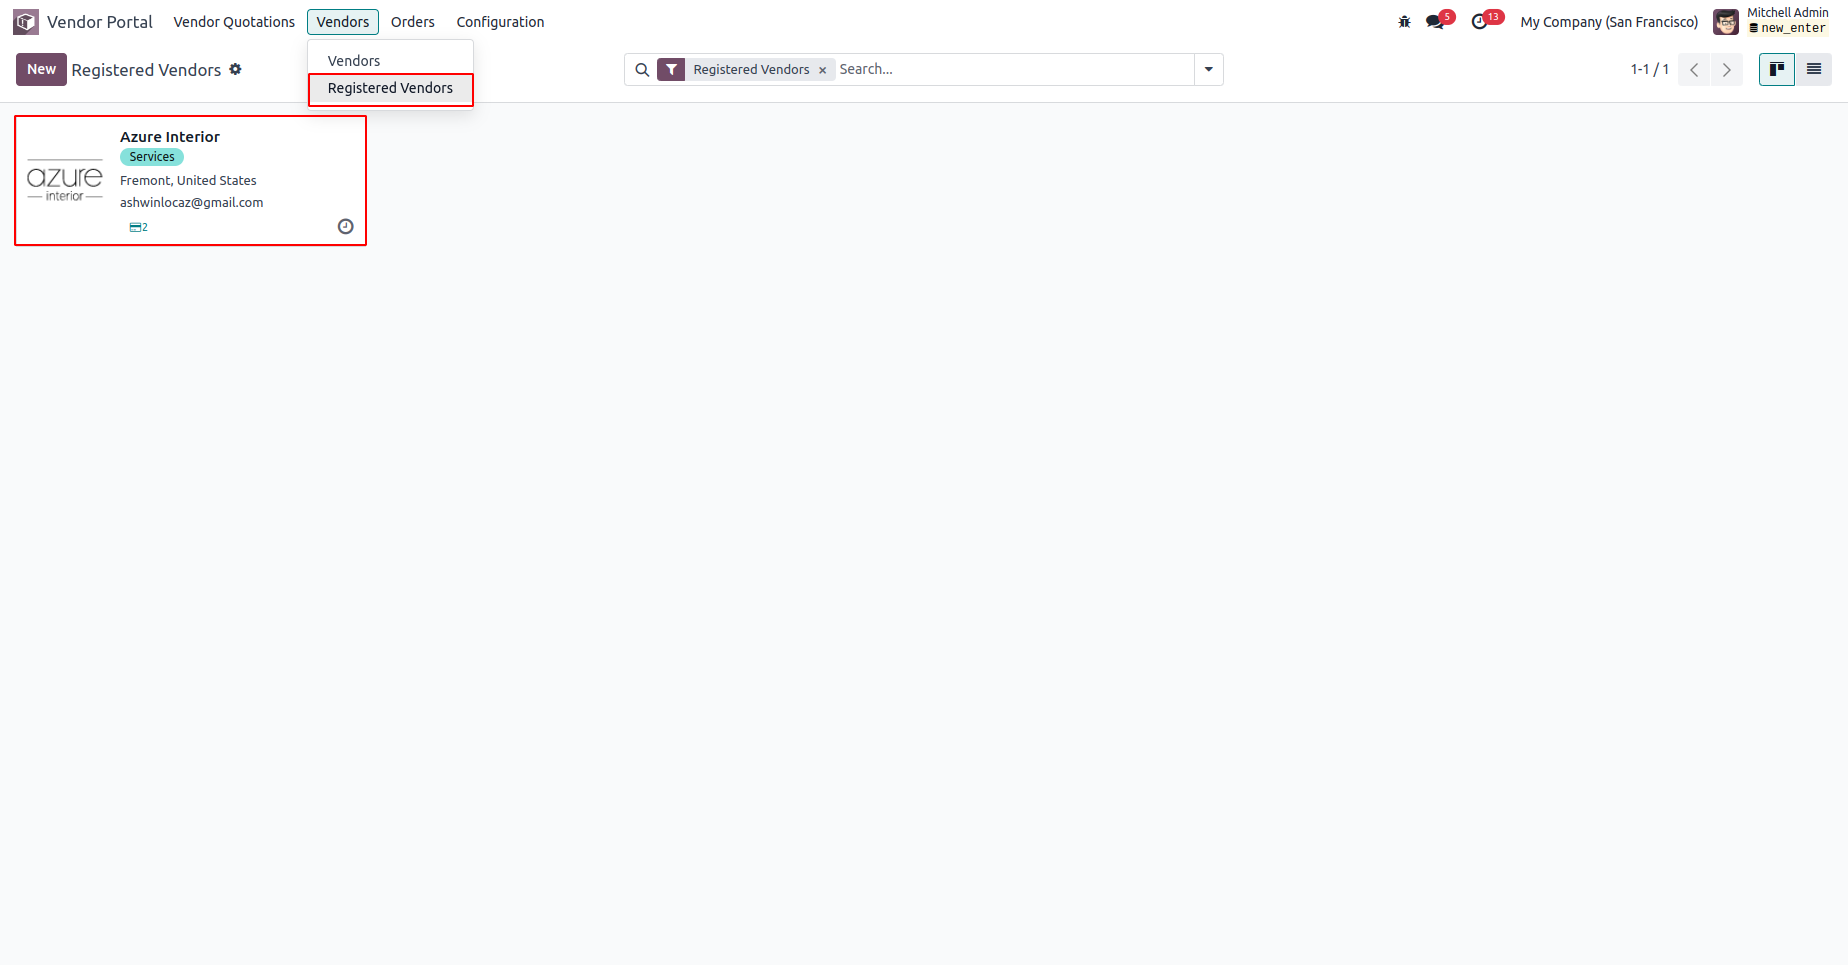 Vendor Portal Vendor Quotations Vendors Orders Configuration 5 13 My Company (San Francisco) Mitchell Admin
new_enter
New Registered Vendors Registered Vendors × Search... 1-1 / 1
Vendors
Registered Vendors
Azure Interior
Services
azure
interior
Fremont, United States
ashwinlocaz@gmail.com
2